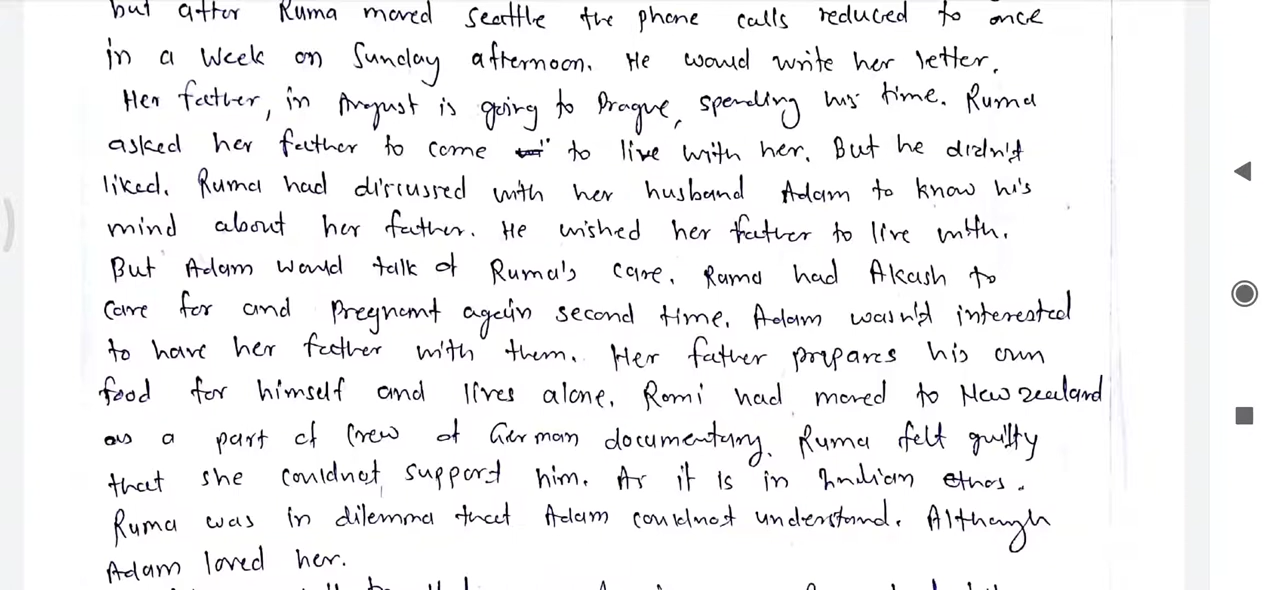 but after Ruma moved Seattle the phone calls reduced to once
in a week on Sunday afternoon. He would write her letter.
Her father, in August is going to Prague, spending his time. Ruma
asked her father to come to live with her. But he didn't
liked. Ruma had discussed with her husband Adam to know his
mind about her father. He wished her father to live with.
But Adam would talk of Ruma's care. Ruma had Akash to
care for and pregnant again second time. Adam wasn't interested
to have her father with them. Her father prepares his own
food for himself and lives alone. Romi had moved to New zealand
as a part of crew of German documentary. Ruma felt guilty
that she couldnot support him. As it is in Indian ethos.
Ruma was in dilemma that Adam couldnot understand. Although
Adam loved her.